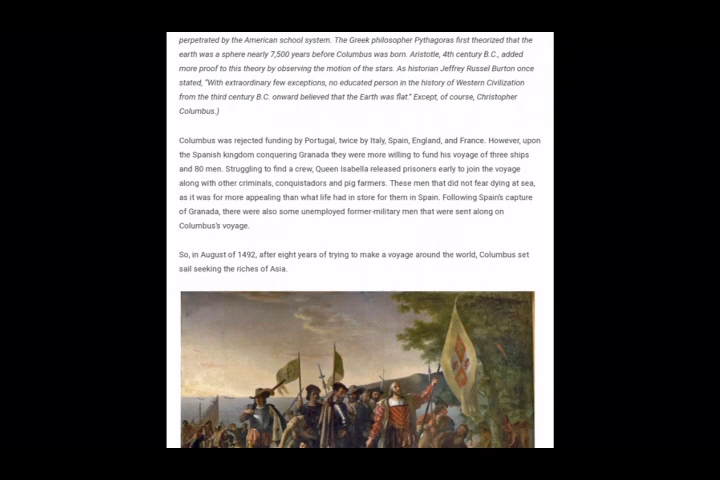 perpetrated by the American school system. The Greek philosopher Pythagoras first theorized that the
earth was a sphere nearly 7,500 years before Columbus was born. Aristotle, 4th century B.C., added
more proof to this theory by observing the motion of the stars. As historian Jeffrey Russel Burton once
stated, “With extraordinary few exceptions, no educated person in the history of Western Civilization
from the third century B.C. onward believed that the Earth was flat.” Except, of course, Christopher
Columbus.)
Columbus was rejected funding by Portugal, twice by Italy, Spain, England, and France. However, upon
the Spanish kingdom conquering Granada they were more willing to fund his voyage of three ships
and 80 men. Struggling to find a crew, Queen Isabella released prisoners early to join the voyage
along with other criminals, conquistadors and pig farmers. These men that did not fear dying at sea,
as it was for more appealing than what life had in store for them in Spain. Following Spain’s capture
of Granada, there were also some unemployed former-military men that were sent along on
Columbus’s voyage.
So, in August of 1492, after eight years of trying to make a voyage around the world, Columbus set
sail seeking the riches of Asia.